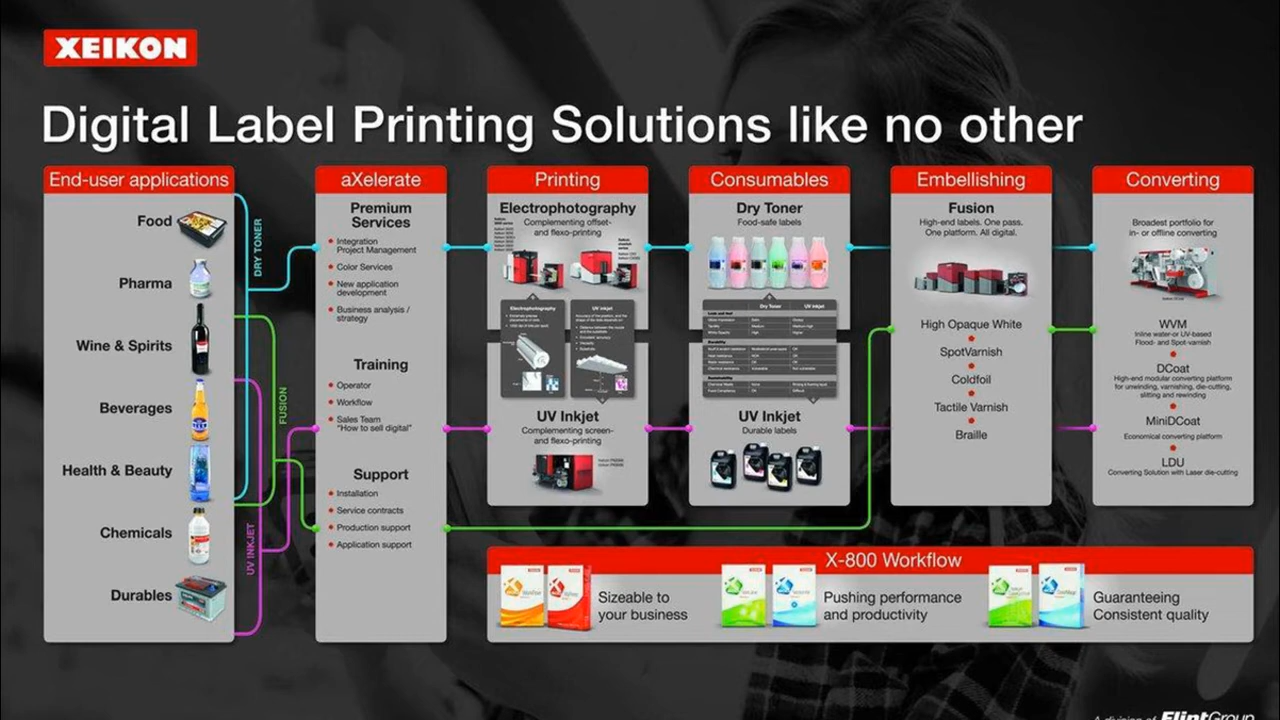 XEIKON
Digital Label Printing Solutions like no other
End-user applications
Food
Pharma
Wine & Spirits
Beverages
Health & Beauty
Chemicals
Durables
DRY TONER
FUSION
UV INKJET
aXelerate
Premium
Services
Integration
Project Management
Color Services
New application
development
Business analysis /
strategy
Training
Operator
Workflow
Sales Team
"How to sell digital"
Support
Installation
Service contracts
Production support
Application support
Printing
Electrophotography
Complementing offset-
and flexo-printing
Electrophotography
UV Inkjet
UV Inkjet
Complementing screen-
and flexo-printing
Consumables
Dry Toner
Food-safe labels
Dry Toner
UV Inkjet
UV Inkjet
Durable labels
Embellishing
Fusion
High-end labels. One pass.
One platform. All digital.
High Opaque White
SpotVarnish
Coldfoil
Tactile Varnish
Braille
Converting
Broadest portfolio for
in- or offline converting
WVM
Inline water-or UV-based
Flood- and Spot-varnish
DCoat
High-end modular converting platform
for unwinding, varnishing, die-cutting,
slitting and rewinding
MiniDCoat
Economical converting platform
LDU
Converting Solution with Laser die-cutting
X-800 Workflow
Sizeable to
your business
Pushing performance
and productivity
Guaranteeing
Consistent quality
A division of FlintGroup